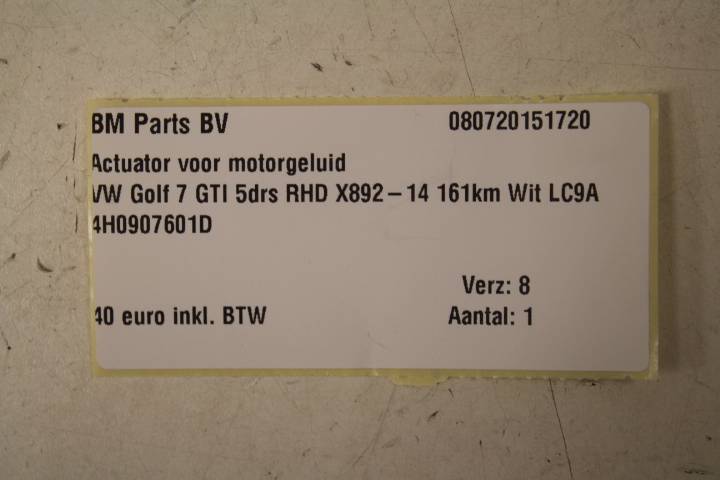 BM Parts BV 080720151720
Actuator voor motorgeluid
VW Golf 7 GTI 5drs RHD X892-14 161km Wit LC9A
4H0907601D
Verz: 8
40 euro inkl. BTW Aantal: 1